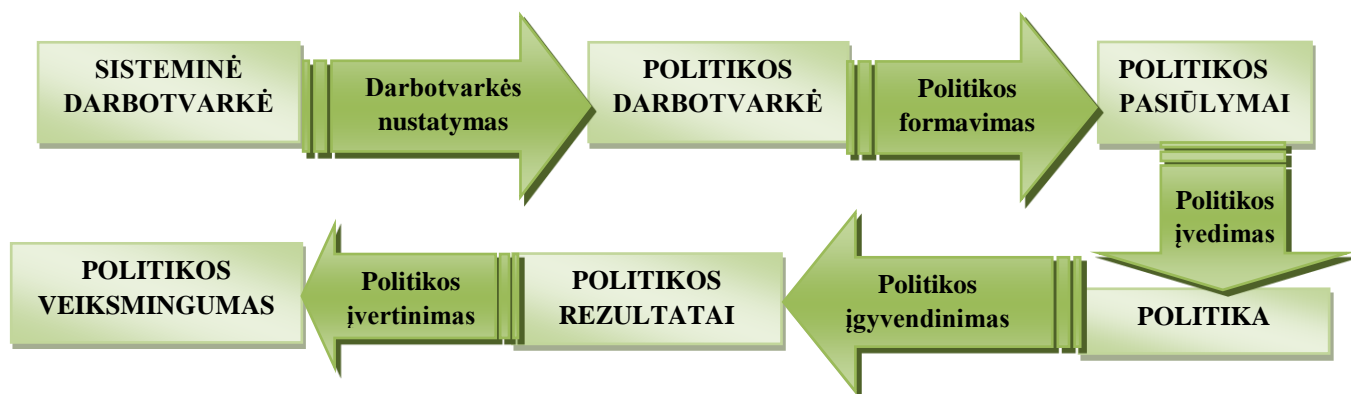 SISTEMINĖ
DARBOTVARKĖ
Darbotvarkės
nustatymas
POLITIKOS
DARBOTVARKĖ
Politikos
formavimas
POLITIKOS
PASIŪLYMAI
Politikos
įvedimas
POLITIKA
Politikos
įgyvendinimas
POLITIKOS
REZULTATAI
Politikos
įvertinimas
POLITIKOS
VEIKSMINGUMAS